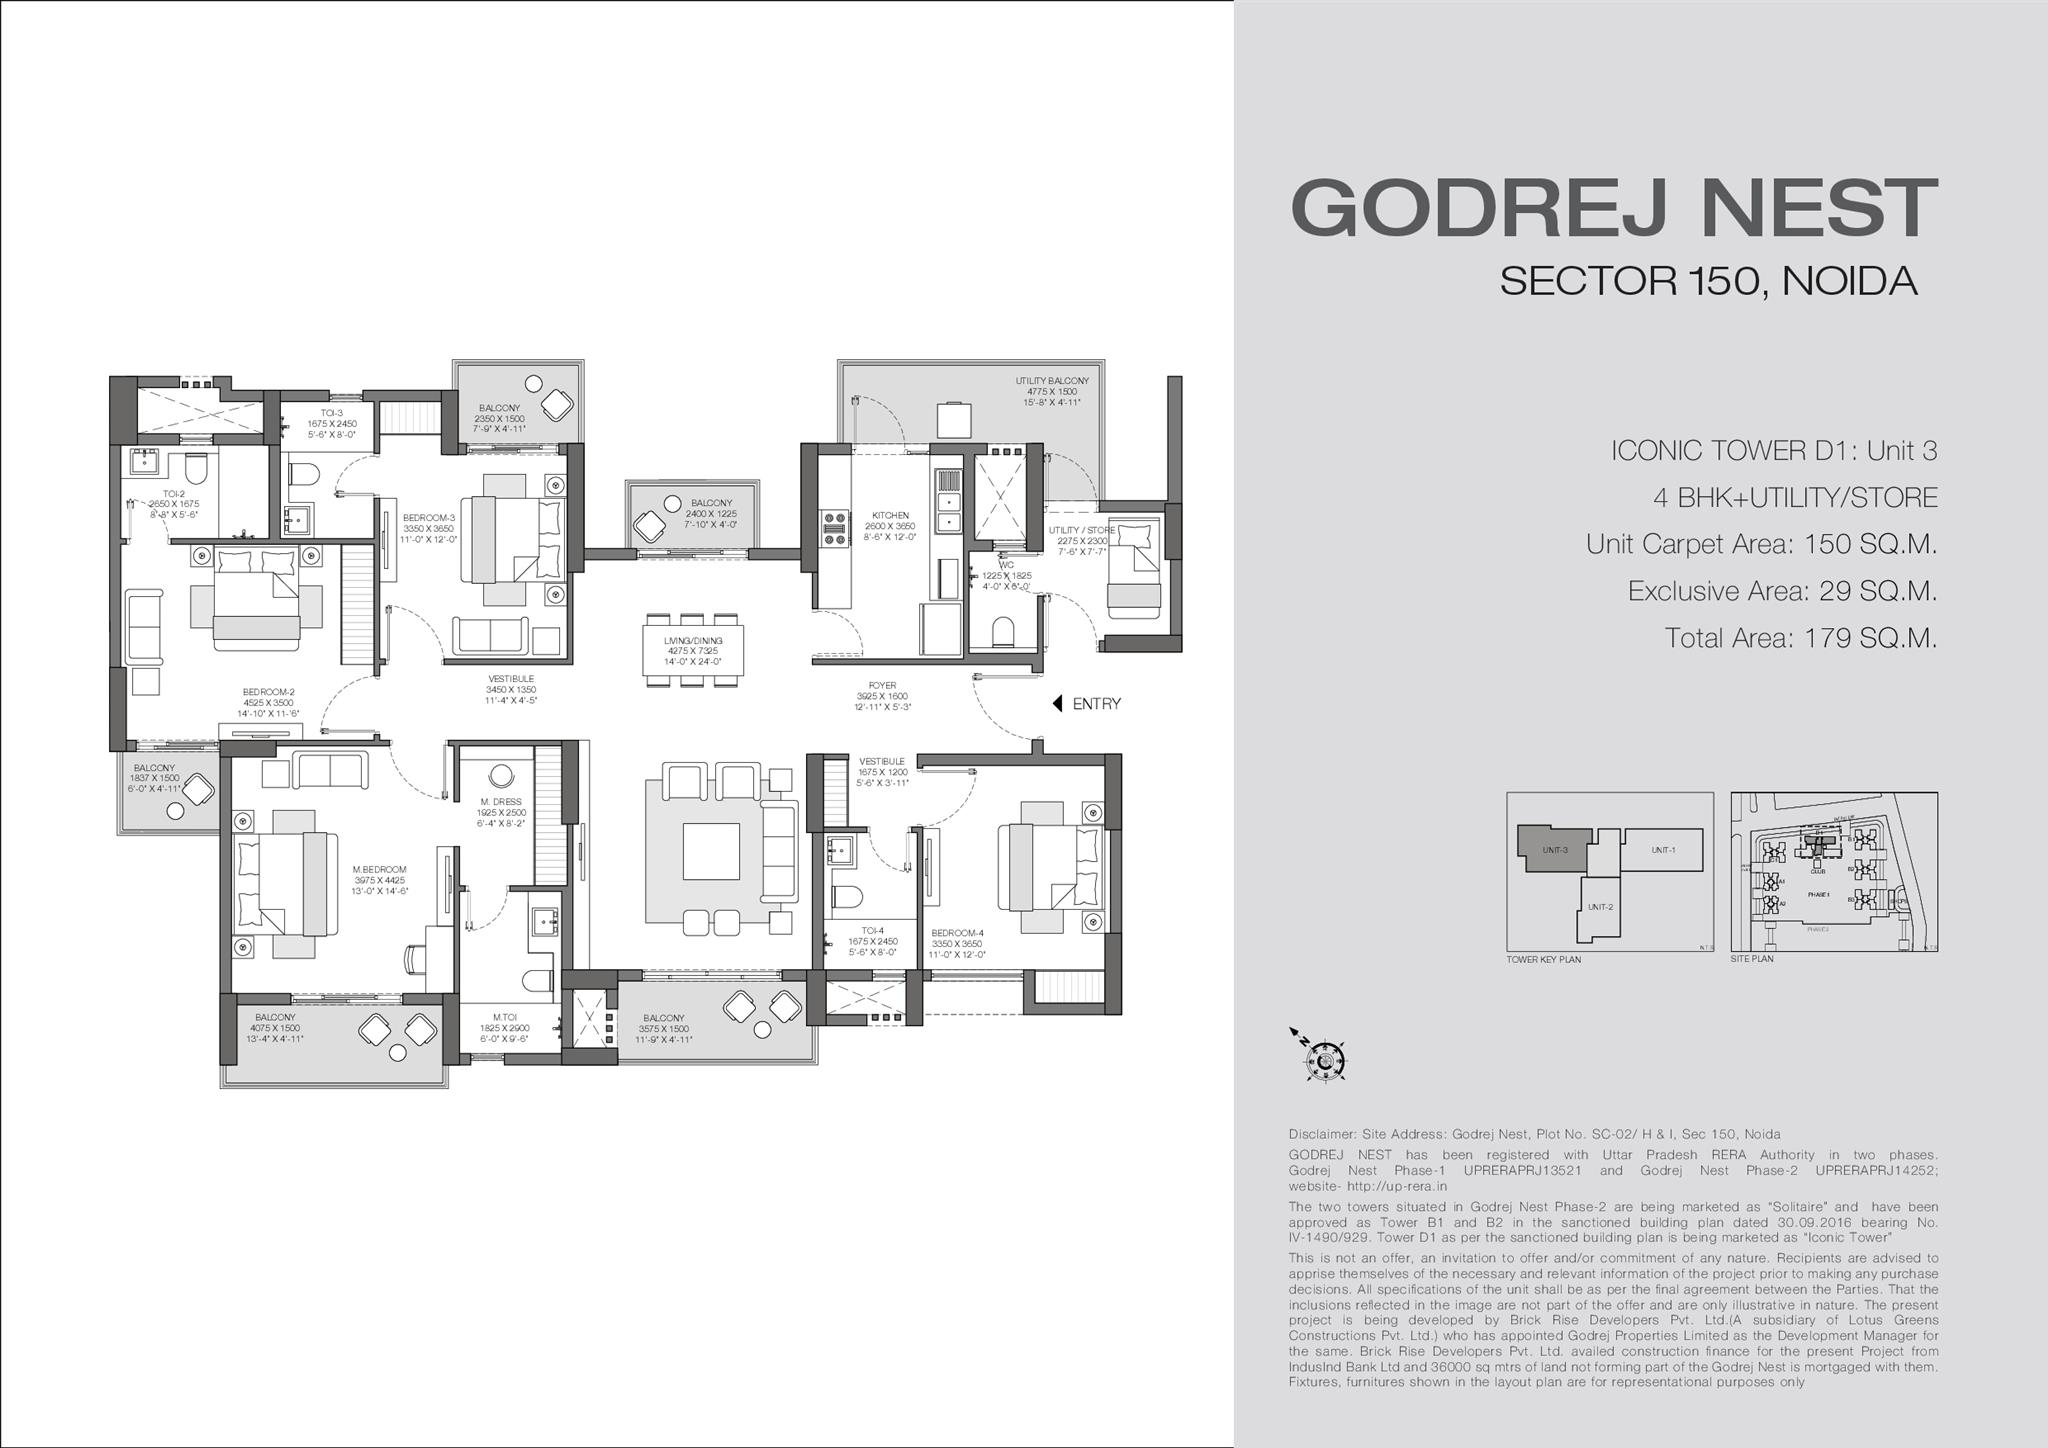 GODREJ NEST
SECTOR 150, NOIDA
ICONIC TOWER D1: Unit 3
4 BHK+UTILITY/STORE
Unit Carpet Area: 150 SQ.M.
Exclusive Area: 29 SQ.M.
Total Area: 179 SQ.M.
BALCONY
2350 X 1500
7'-9" X 4'-11"
UTILITY BALCONY
4775 X 1500
15'-8" X 4'-11"
TOI-3
1675 X 2450
5'-6" X 8'-0"
TOI-2
2650 X 1675
8'-8" X 5'-6"
BEDROOM-3
3350 X 3650
11'-0" X 12'-0"
BALCONY
2400 X 1225
7'-10" X 4'-0"
KITCHEN
2600 X 3650
8'-6" X 12'-0"
UTILITY / STORE
2275 X 2300
7'-6" X 7'-7"
WC
1225 X 1825
4'-0" X 6'-0'
LIVING/DINING
4275 X 7325
14'-0" X 24'-0"
VESTIBULE
3450 X 1350
11'-4" X 4'-5"
BEDROOM-2
4525 X 3500
14'-10" X 11-'6"
FOYER
3925 X 1600
12'-11" X 5'-3"
ENTRY
BALCONY
1837 X 1500
6'-0" X 4'-11"
VESTIBULE
1675 X 1200
5'-6" X 3'-11"
M. DRESS
1925 X 2500
6'-4" X 8'-2"
M.BEDROOM
3975 X 4425
13'-0" X 14'-6"
TOI-4
1675 X 2450
5'-6" X 8'-0"
BEDROOM-4
3350 X 3650
11'-0" X 12'-0"
BALCONY
4075 X 1500
13'-4" X 4'-11"
M.TOI
1825 X 2900
6'-0" X 9'-6"
BALCONY
3575 X 1500
11'-9" X 4'-11"
UNIT-3
UNIT-1
UNIT-2
N.T.S
TOWER KEY PLAN
D1
B1
C1
CLUB
B2
A1
PHASE I
B3
A2
SHOPS
PHASE 2
N.T.S
SITE PLAN
N
Disclaimer: Site Address: Godrej Nest, Plot No. SC-02/ H & I, Sec 150, Noida
GODREJ NEST has been registered with Uttar Pradesh RERA Authority in two phases.
Godrej Nest Phase-1 UPRERAPRJ13521 and Godrej Nest Phase-2 UPRERAPRJ14252;
website- http://up-rera.in
The two towers situated in Godrej Nest Phase-2 are being marketed as “Solitaire” and have been
approved as Tower B1 and B2 in the sanctioned building plan dated 30.09.2016 bearing No.
IV-1490/929. Tower D1 as per the sanctioned building plan is being marketed as “Iconic Tower”
This is not an offer, an invitation to offer and/or commitment of any nature. Recipients are advised to
apprise themselves of the necessary and relevant information of the project prior to making any purchase
decisions. All specifications of the unit shall be as per the final agreement between the Parties. That the
inclusions reflected in the image are not part of the offer and are only illustrative in nature. The present
project is being developed by Brick Rise Developers Pvt. Ltd.(A subsidiary of Lotus Greens
Constructions Pvt. Ltd.) who has appointed Godrej Properties Limited as the Development Manager for
the same. Brick Rise Developers Pvt. Ltd. availed construction finance for the present Project from
IndusInd Bank Ltd and 36000 sq mtrs of land not forming part of the Godrej Nest is mortgaged with them.
Fixtures, furnitures shown in the layout plan are for representational purposes only